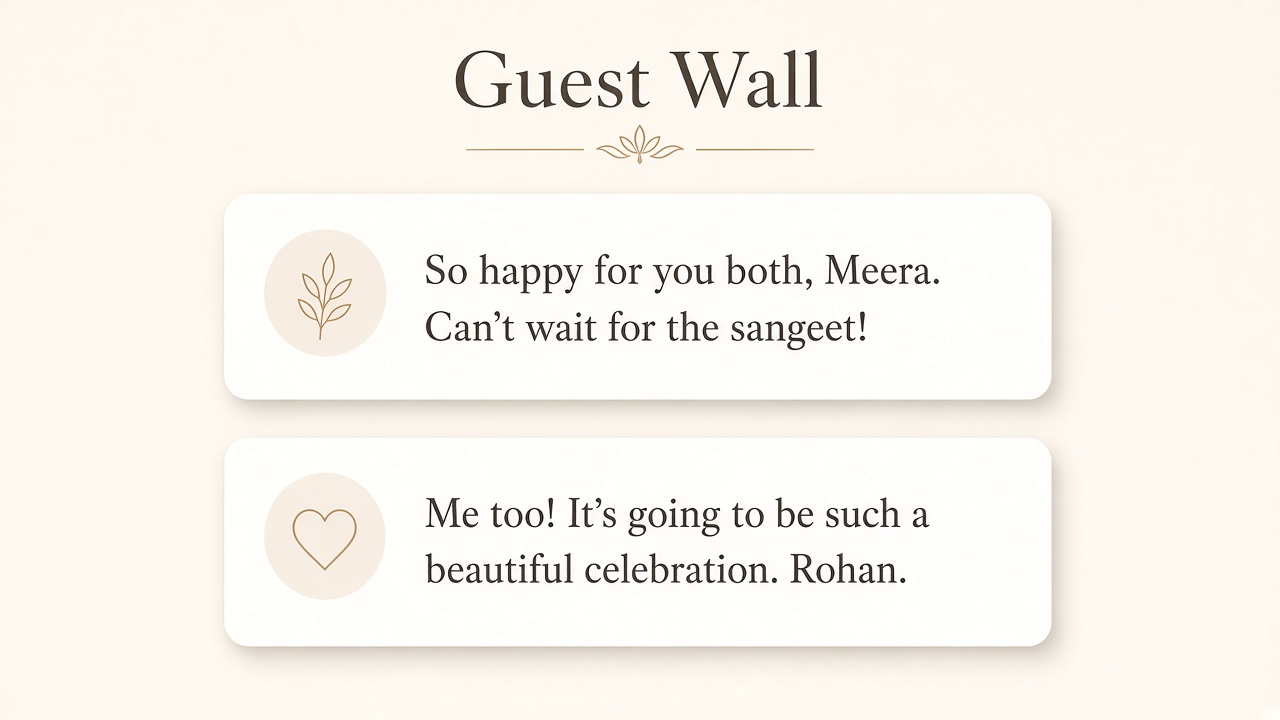 Guest Wall
So happy for you both, Meera.
Can’t wait for the sangeet!
Me too! It’s going to be such a
beautiful celebration. Rohan.